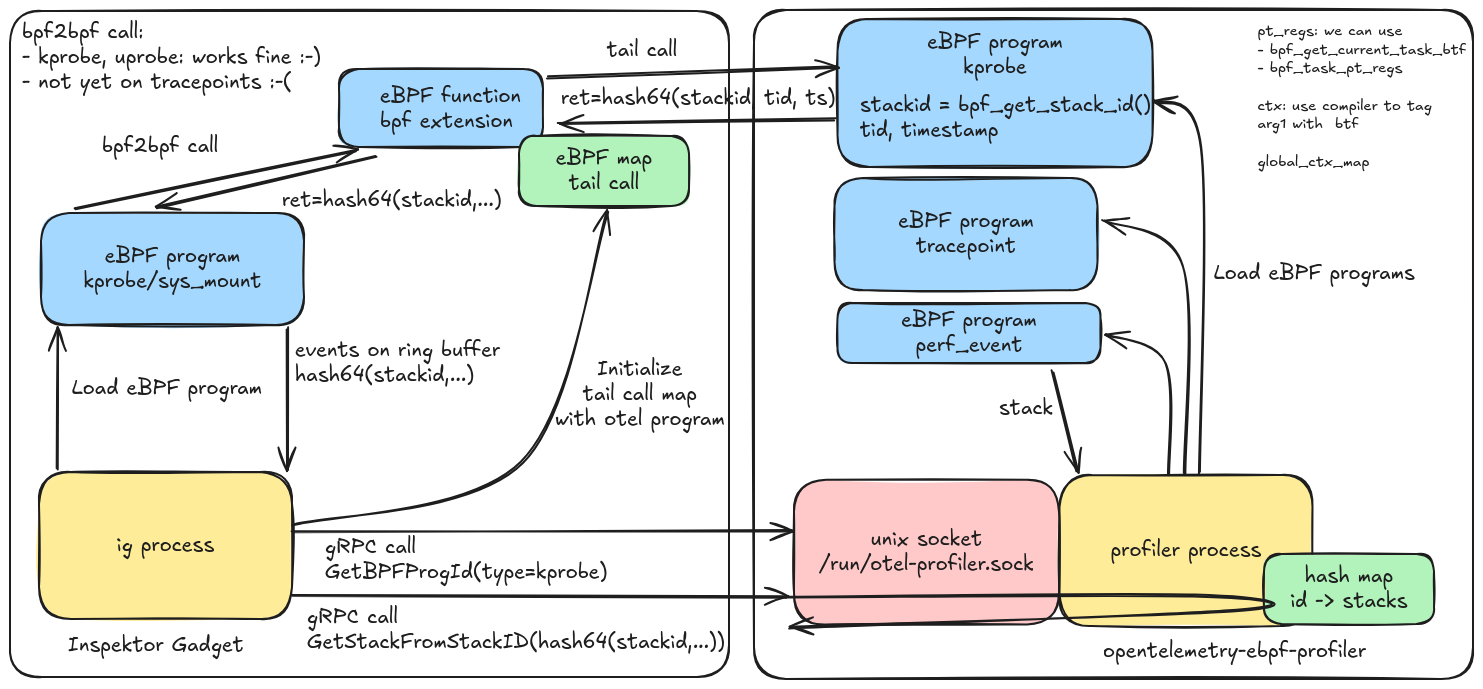 bpf2bpf call:
- kprobe, uprobe: works fine :-)
- not yet on tracepoints :-(
eBPF function
bpf extension
tail call
ret=hash64(stackid, tid, ts)
eBPF map
tail call
bpf2bpf call
ret=hash64(stackid,...)
eBPF program
kprobe/sys_mount
events on ring buffer
hash64(stackid,...)
Load eBPF program
Initialize
tail call map
with otel program
ig process
gRPC call
GetBPFProgId(type=kprobe)
gRPC call
GetStackFromStackID(hash64(stackid,...))
Inspektor Gadget
eBPF program
kprobe
stackid = bpf_get_stack_id()
tid, timestamp
pt_regs: we can use
- bpf_get_current_task_btf
- bpf_task_pt_regs
ctx: use compiler to tag
arg1 with btf
global_ctx_map
eBPF program
tracepoint
Load eBPF programs
eBPF program
perf_event
stack
unix socket
/run/otel-profiler.sock
profiler process
hash map
id -> stacks
opentelemetry-ebpf-profiler